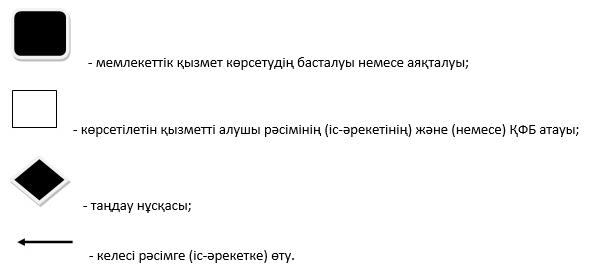 - мемлекеттік қызмет көрсетудің басталуы немесе аяқталуы;
- көрсетілетін қызметті алушы рәсімінің (іс-әрекетінің) және (немесе) ҚФБ атауы;
- таңдау нұсқасы;
- келесі рәсімге (іс-әрекетке) өту.